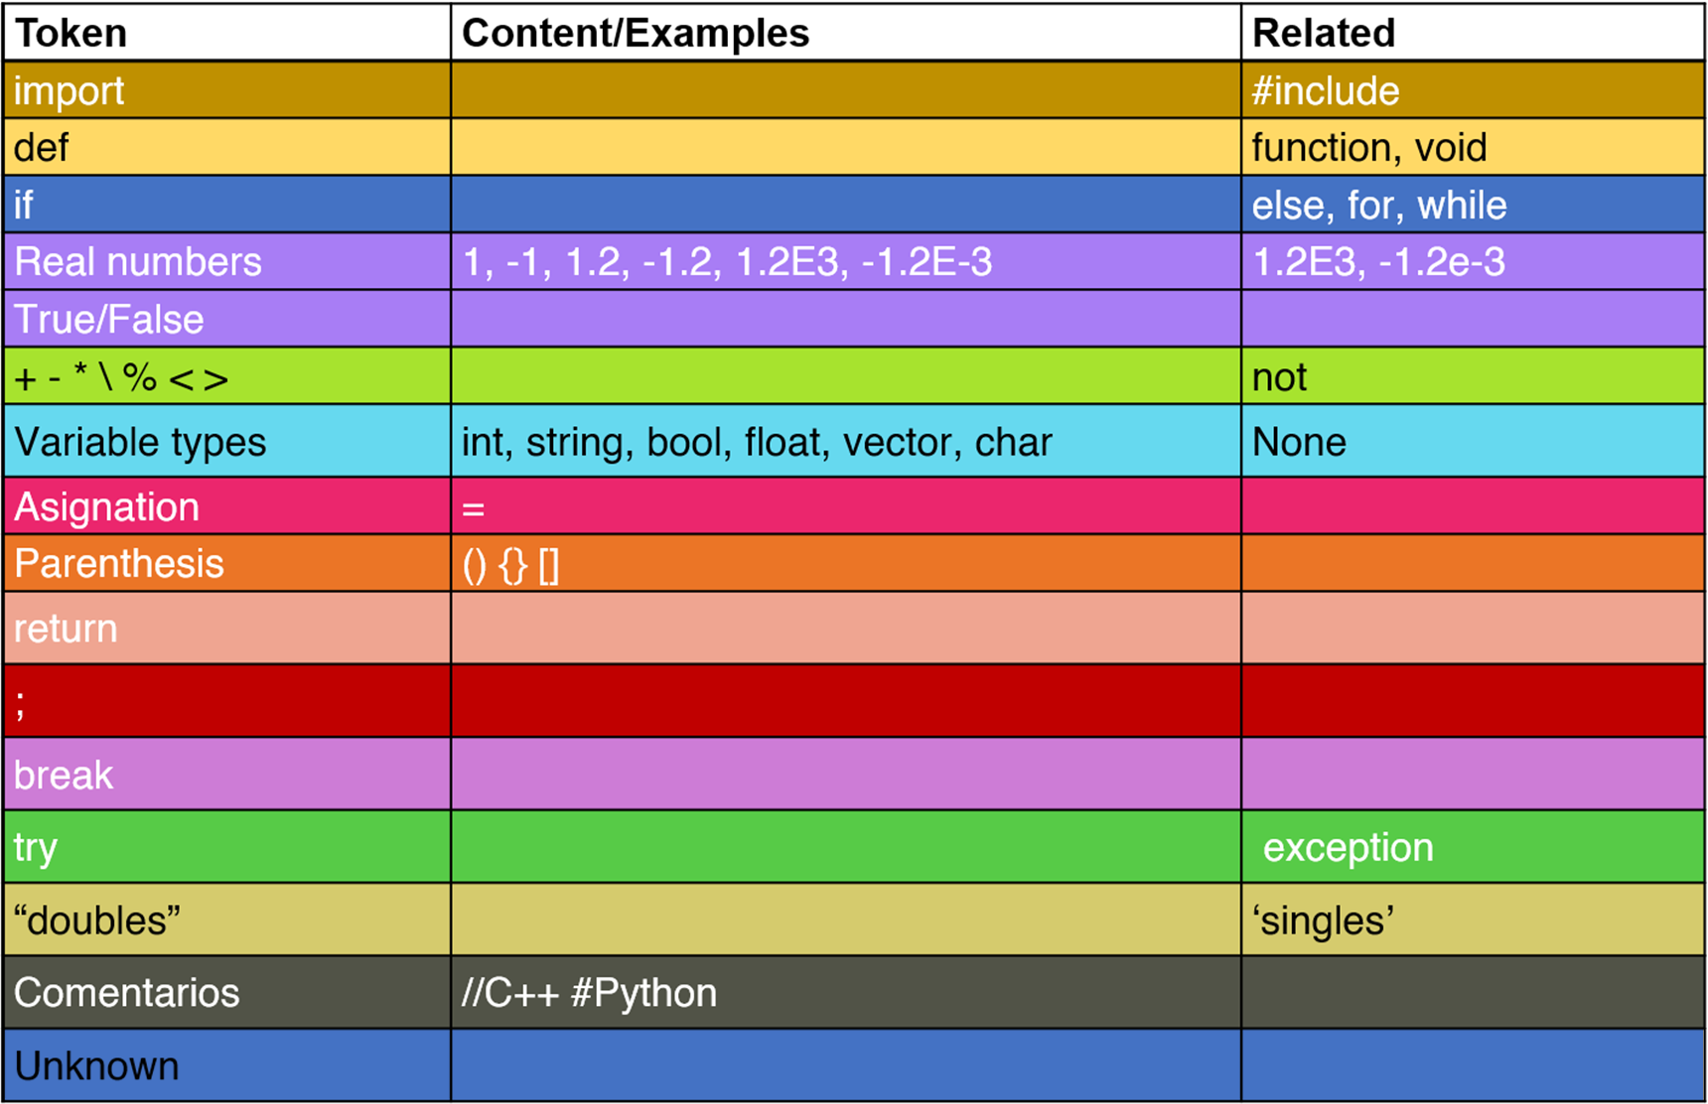 Token Content/Examples Related
import #include
def function, void
if else, for, while
Real numbers 1, -1, 1.2, -1.2, 1.2E3, -1.2E-3 1.2E3, -1.2e-3
True/False
+ - * \ % < > not
Variable types int, string, bool, float, vector, char None
Asignation =
Parenthesis () {} []
return
;
break
try exception
“doubles” ‘singles’
Comentarios //C++ #Python
Unknown